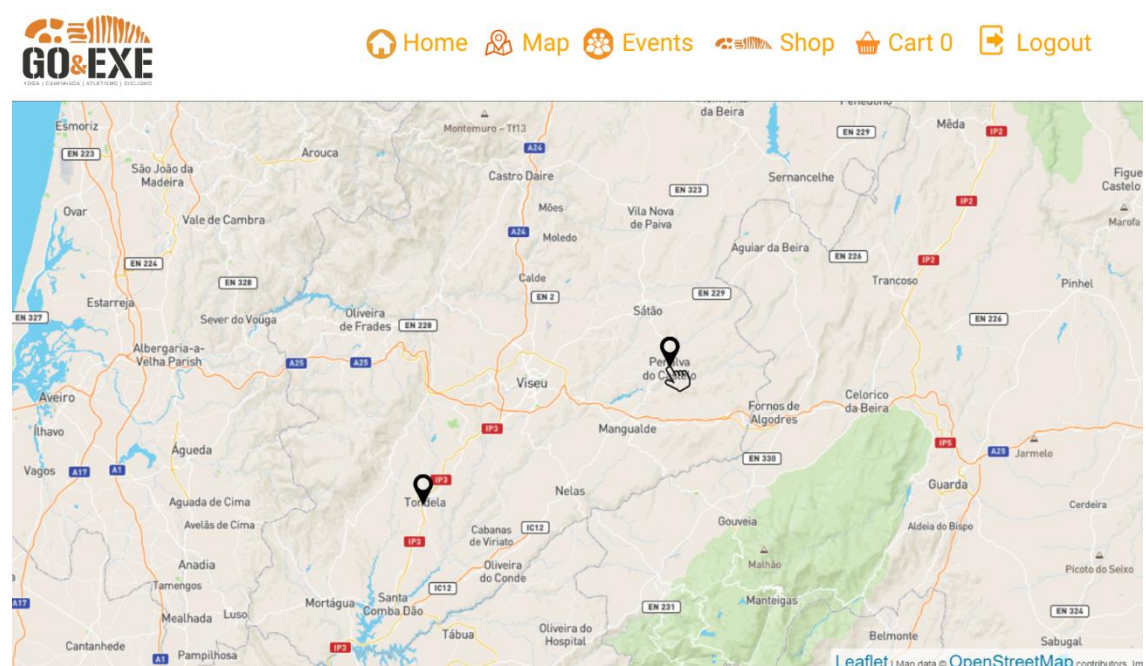 GO&EXE
YOGA | CAMINHADA | ATLETISMO | CICLISMO
Home
Map
Events
Shop
Cart 0
Logout
da Beira
Esmoriz
Montemuro – Tf13
EN 229
Mêda
IP2
EN 223
Arouca
A24
São João da
Madeira
Castro Daire
Sernancelhe
Figue
Castelo
EN 323
IP2
Ovar
Vale de Cambra
Mões
Vila Nova
de Paiva
Marofa
A24
Moledo
Aguiar da Beira
EN 226
IP2
EN 224
Calde
Trancoso
Pinhel
EN 328
EN 2
EN 229
Estarreja
Oliveira
de Frades
EN 228
Sátão
EN 327
Sever do Vouga
EN 226
Albergaria-a-
Velha Parish
A25
A25
Viseu
Aveiro
Fornos de
Algodres
Celorico
da Beira
Ílhavo
IP3
Mangualde
Águeda
IP5
A25
Jarmelo
Vagos
A17
A1
EN 330
IP3
Guarda
Nelas
Aguada de Cima
Tondela
Cerdeira
Avelãs de Cima
Cabanas
de Viriato
IC12
Gouveia
Aldeia do Bispo
IP3
Anadia
Malhão
Oliveira
do Conde
Picoto do Seixo
Tamengos
IC12
A17
Mortágua
Santa
Comba Dão
EN 231
Manteigas
EN 324
Mealhada
Luso
Tábua
Oliveira do
Hospital
Belmonte
Sabugal
Cantanhede
A1
Pampilhosa
IP3
Leaflet | Map data © OpenStreetMap contributors, Im